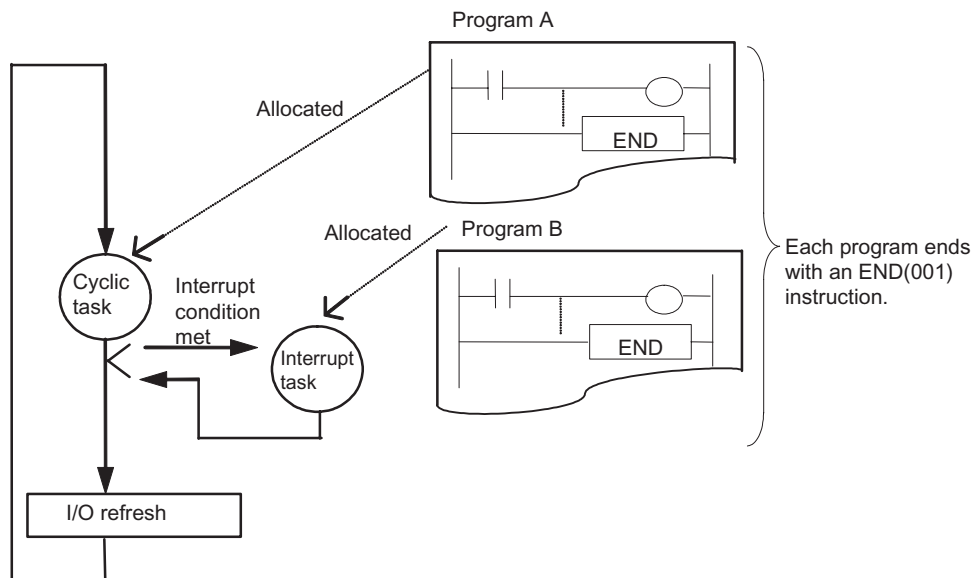 Program A
Allocated
END
Allocated
Program B
Each program ends
with an END(001)
instruction.
Cyclic
task
Interrupt
condition
met
Interrupt
task
END
I/O refresh